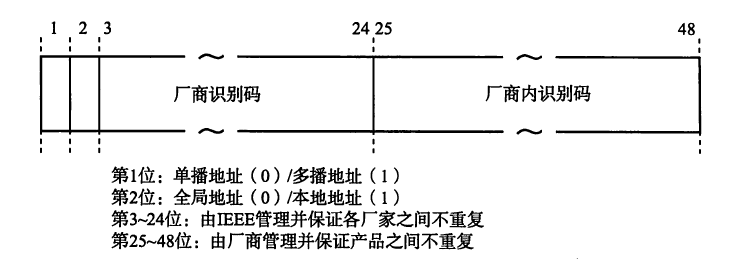 1 2 3 24 25 48
厂商识别码 厂商内识别码
第1位：单播地址（0）/多播地址（1）
第2位：全局地址（0）/本地地址（1）
第3~24位：由IEEE管理并保证各厂家之间不重复
第25~48位：由厂商管理并保证产品之间不重复